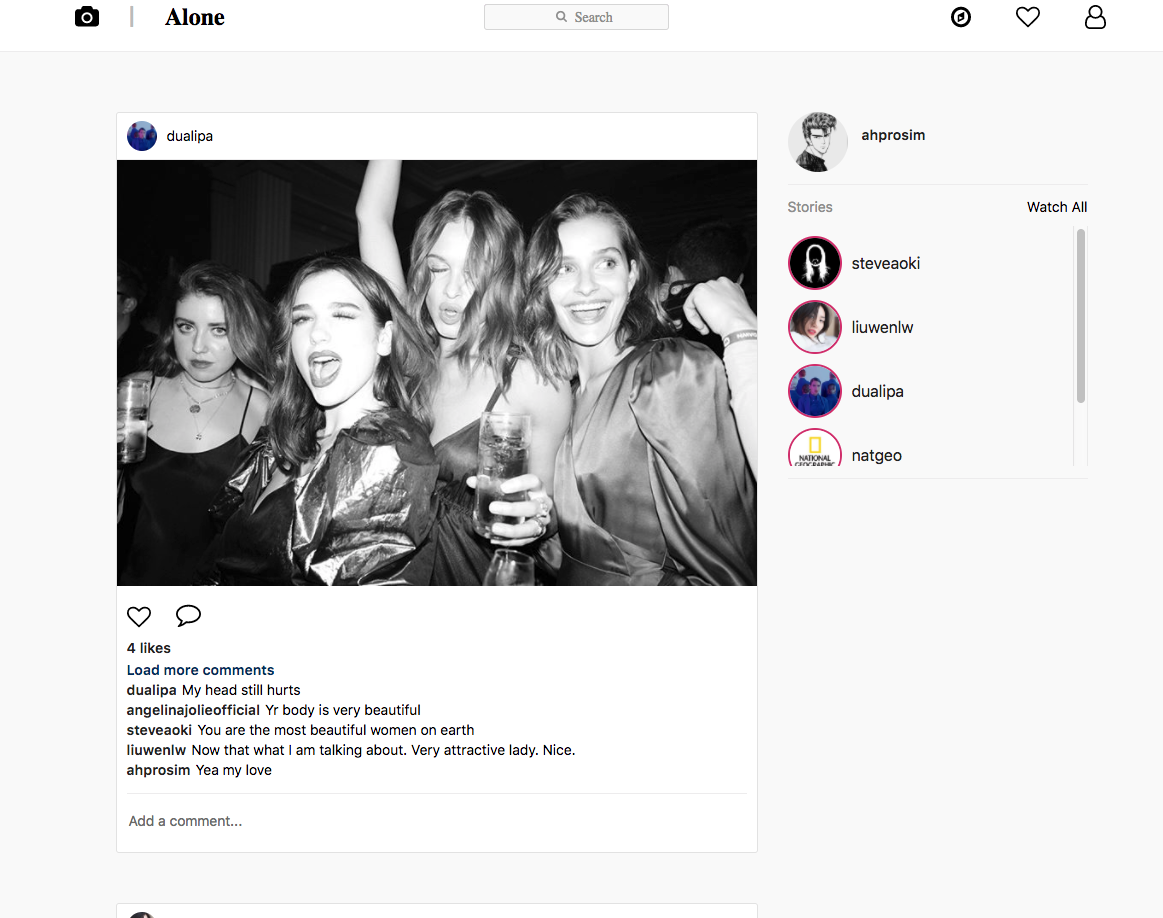 | Alone
Search
dualipa
ahprosim
Stories
Watch All
steveaoki
liuwenlw
dualipa
natgeo
NATIONAL
GEOGRAPHIC
4 likes
Load more comments
dualipa My head still hurts
angelinajolieofficial Yr body is very beautiful
steveaoki You are the most beautiful women on earth
liuwenlw Now that what I am talking about. Very attractive lady. Nice.
ahprosim Yea my love
Add a comment...